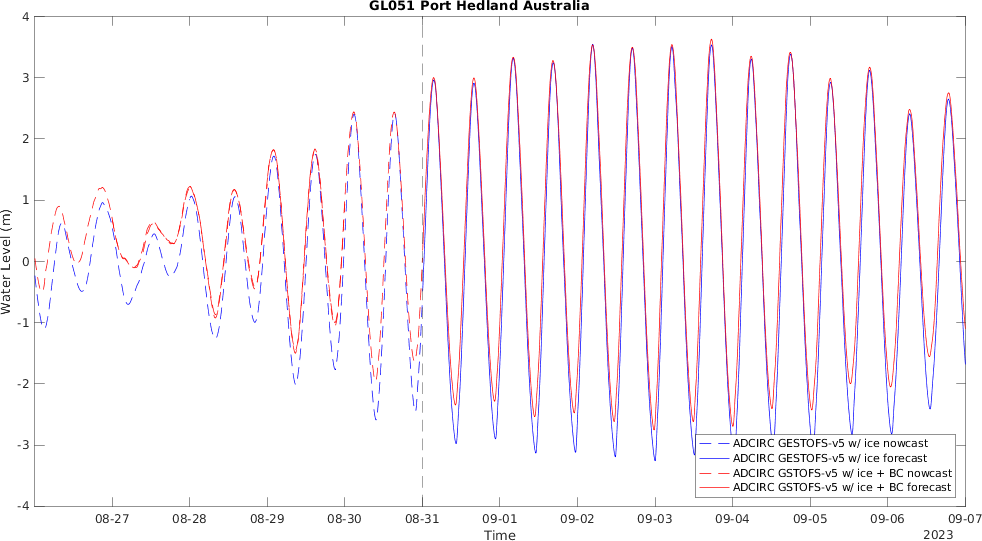 GL051 Port Hedland Australia
4
3
2
1
0
-1
-2
-3
-4
Water Level (m)
ADCIRC GESTOFS-v5 w/ ice nowcast
ADCIRC GESTOFS-v5 w/ ice forecast
ADCIRC GSTOFS-v5 w/ ice + BC nowcast
ADCIRC GSTOFS-v5 w/ ice + BC forecast
08-27 08-28 08-29 08-30 08-31 09-01 09-02 09-03 09-04 09-05 09-06 09-07
Time
2023